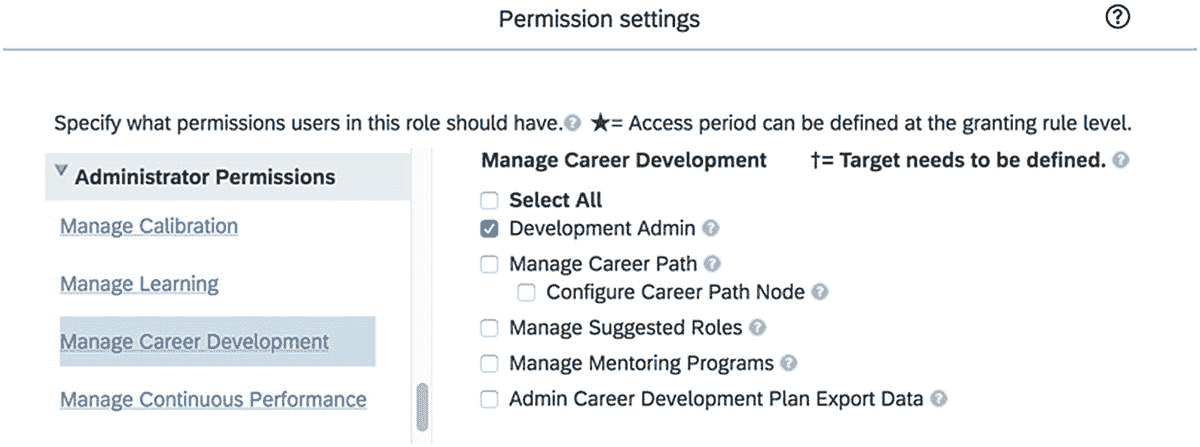 Permission settings
Specify what permissions users in this role should have. ★= Access period can be defined at the granting rule level.
Administrator Permissions
Manage Calibration
Manage Learning
Manage Career Development
Manage Continuous Performance
Manage Career Development †= Target needs to be defined.
Select All
Development Admin
Manage Career Path
Configure Career Path Node
Manage Suggested Roles
Manage Mentoring Programs
Admin Career Development Plan Export Data